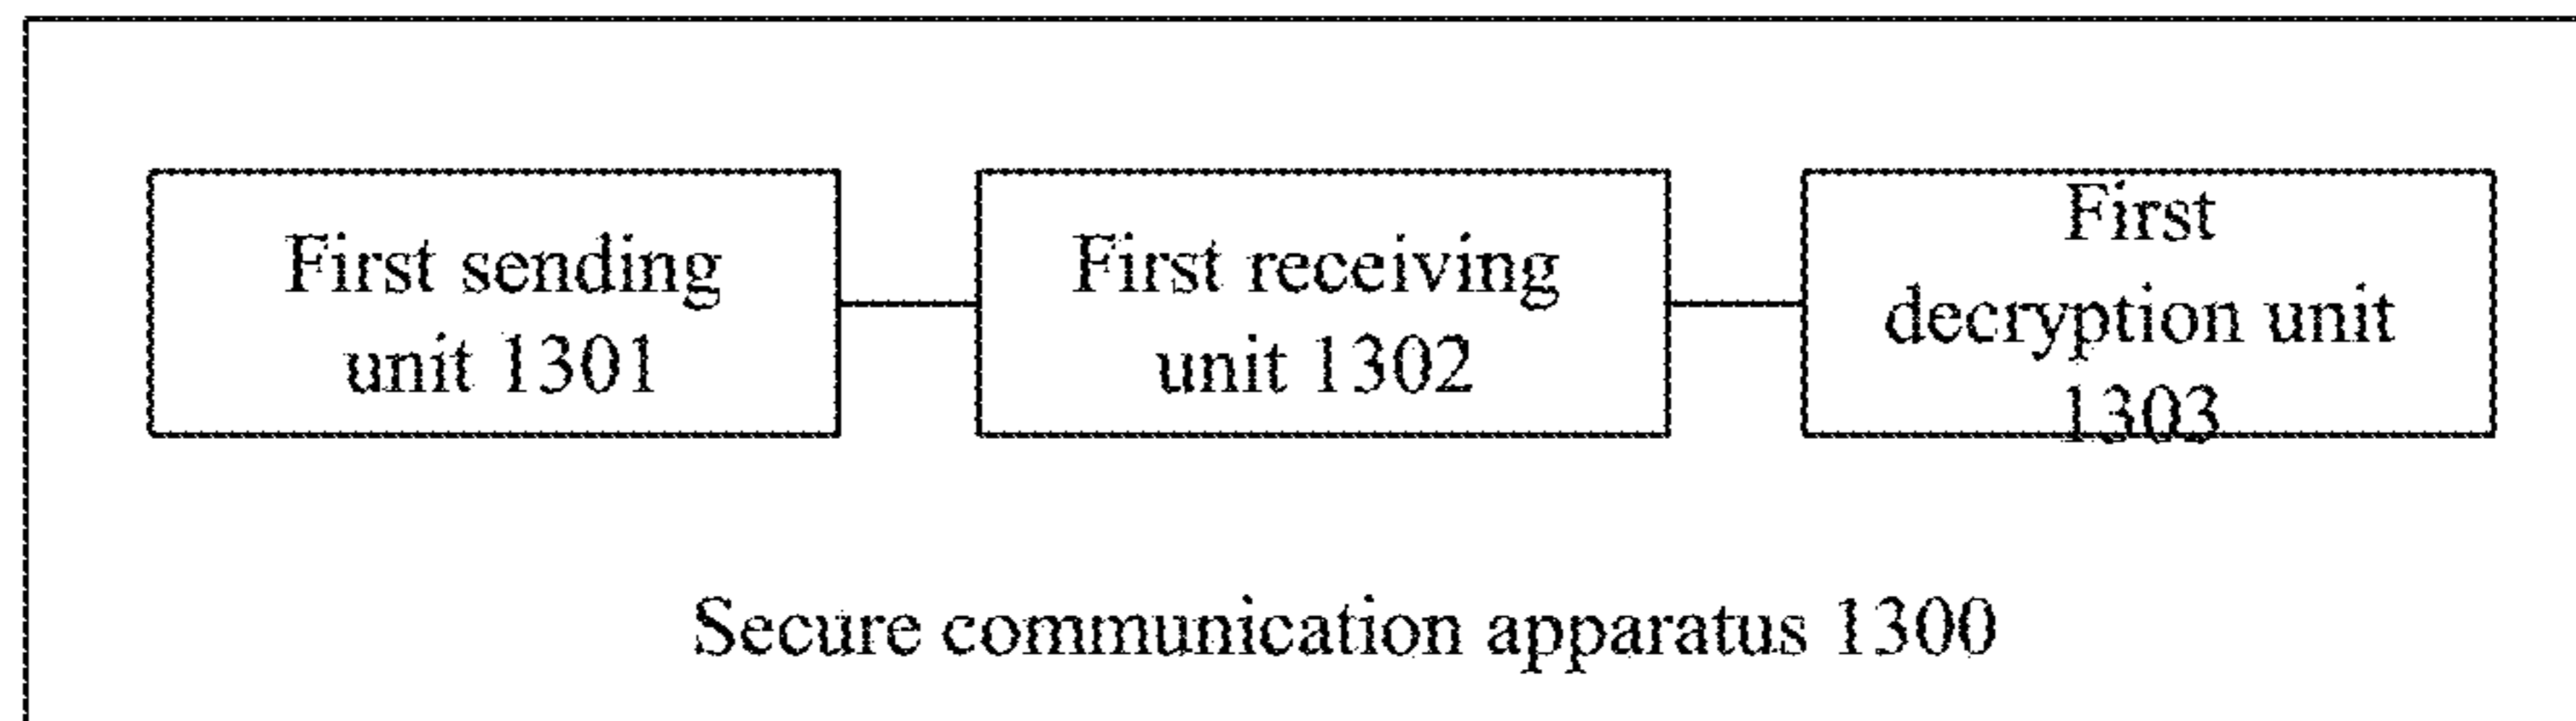 First sending
unit 1301
First receiving
unit 1302
First
decryption unit
1303
Secure communication apparatus 1300